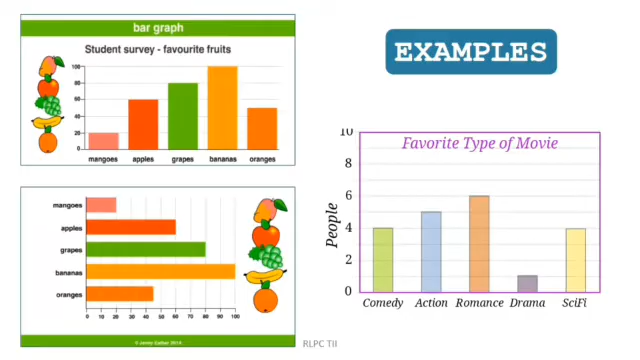 bar graph
Student survey - favourite fruits
100
80
60
40
20
0
mangoes apples grapes bananas oranges
mangoes
apples
grapes
bananas
oranges
0 10 20 30 40 50 60 70 80 90 100
EXAMPLES
Favorite Type of Movie
People
10
8
6
4
2
0
Comedy Action Romance Drama SciFi
RLPC TII